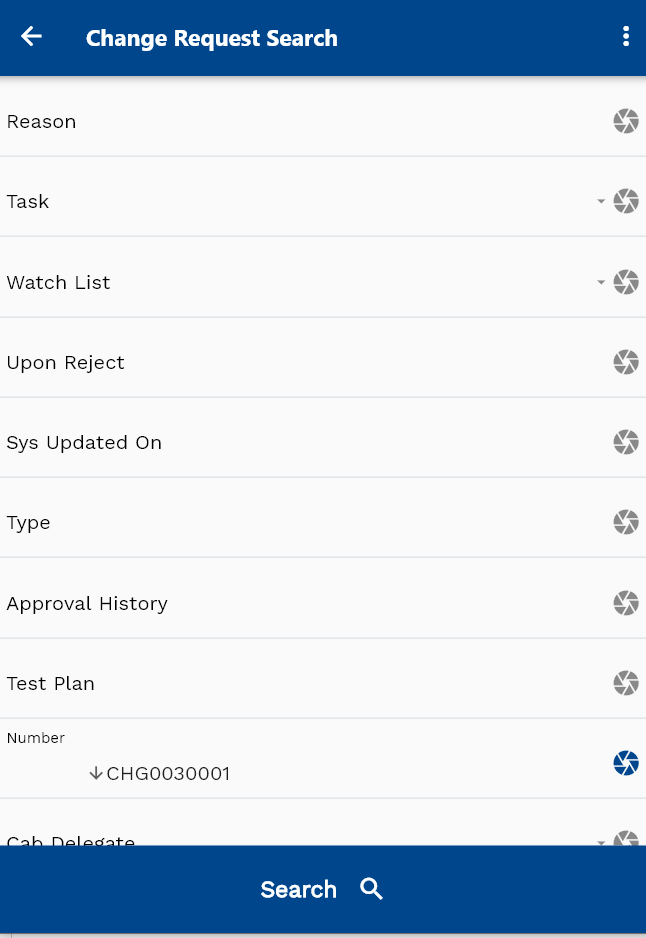 Change Request Search
Reason
Task
Watch List
Upon Reject
Sys Updated On
Type
Approval History
Test Plan
Number
CHG0030001
Cab Delegate
Search